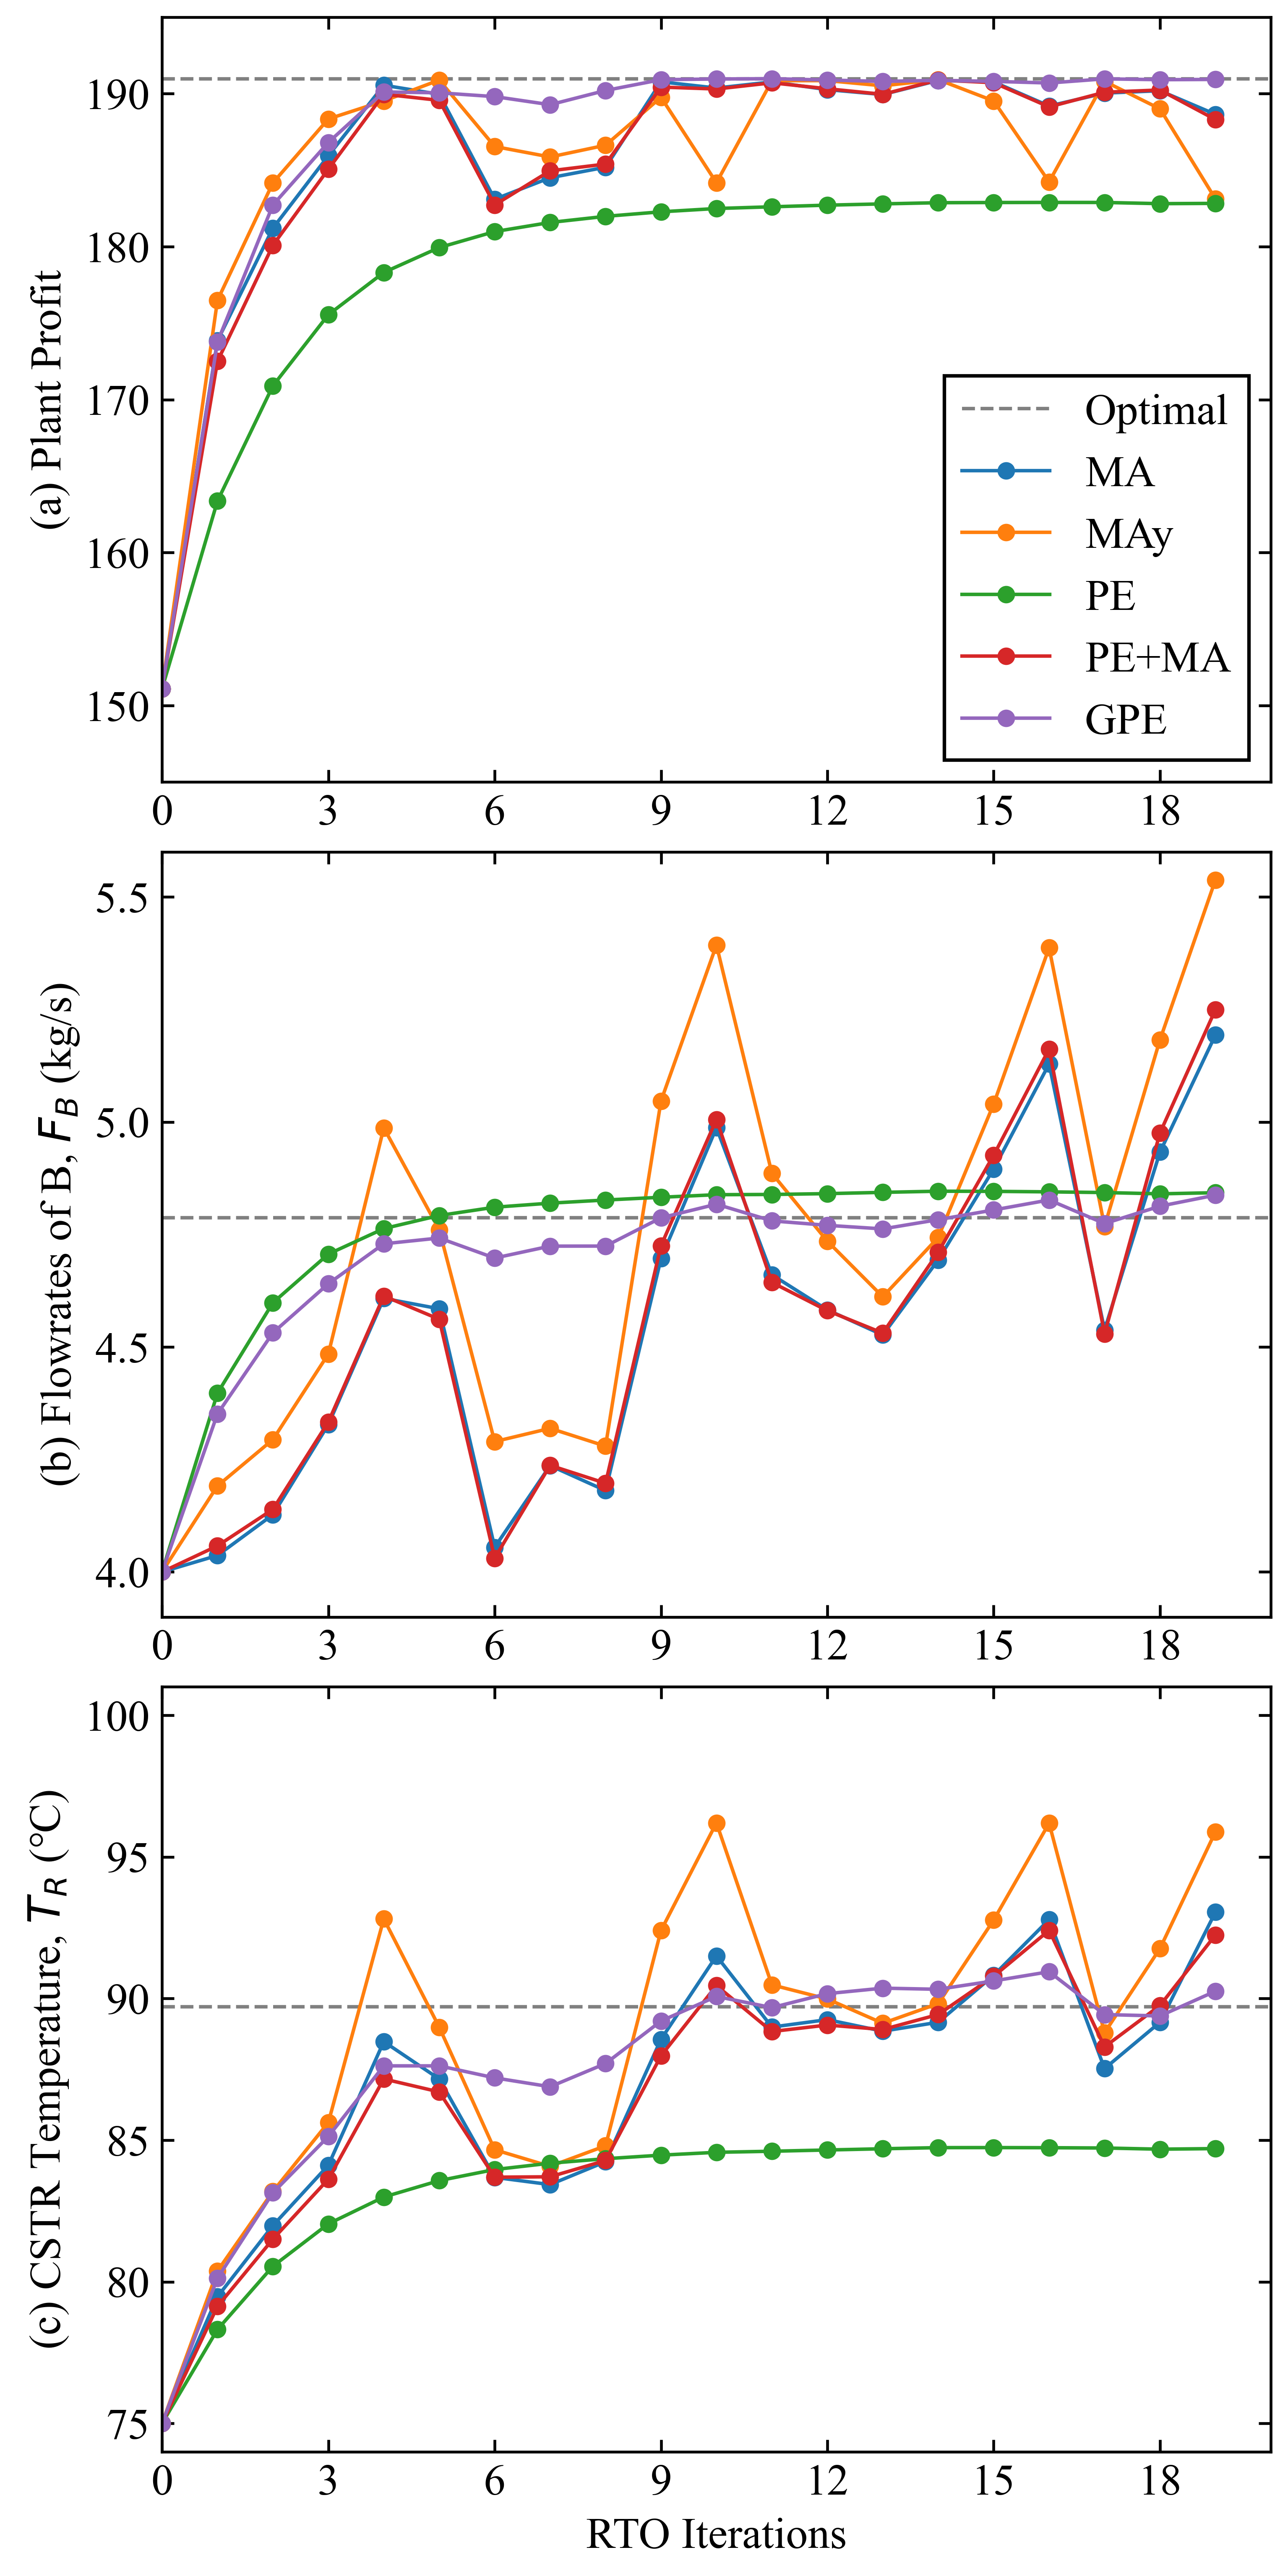 (a) Plant Profit
190
180
170
160
150
Optimal
MA
MAy
PE
PE+MA
GPE
0 3 6 9 12 15 18
(b) Flowrates of B, F_B (kg/s)
5.5
5.0
4.5
4.0
0 3 6 9 12 15 18
(c) CSTR Temperature, T_R (°C)
100
95
90
85
80
75
0 3 6 9 12 15 18
RTO Iterations